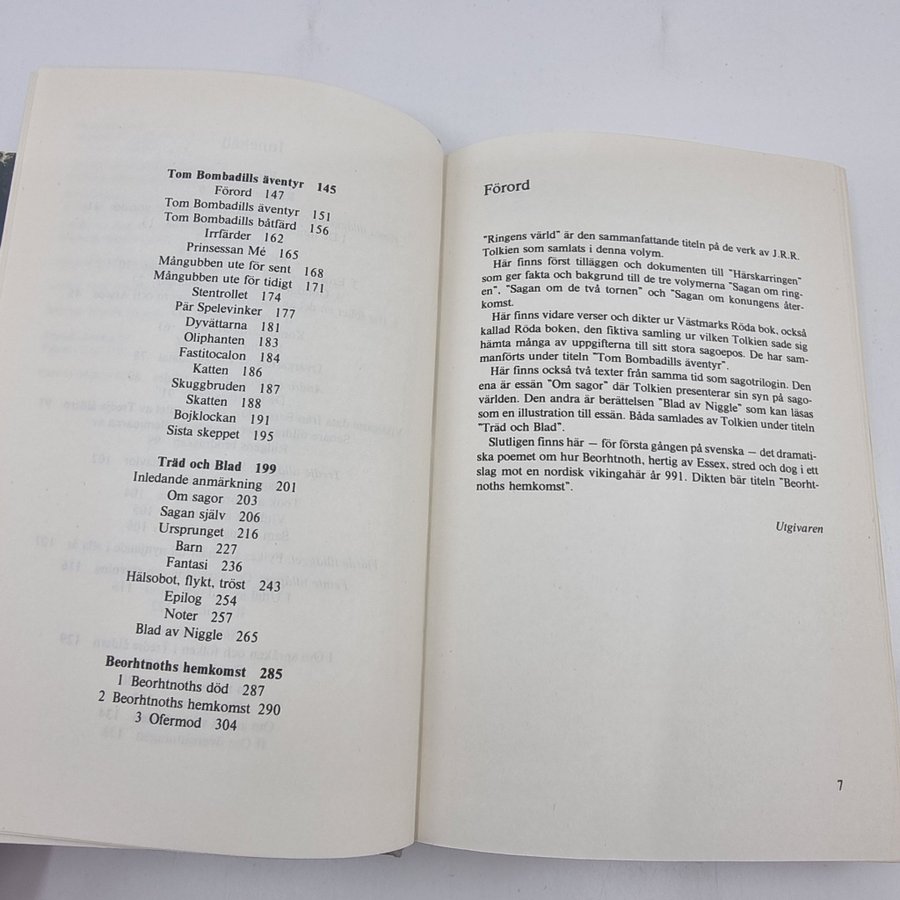 Tom Bombadills äventyr 145
Förord 147
Tom Bombadills äventyr 151
Tom Bombadills båtfärd 156
Irrfärder 162
Prinsessan Mé 165
Mångubben ute för sent 168
Mångubben ute för tidigt 171
Stentrollet 174
Pär Spelevinker 177
Dyvättarna 181
Oliphanten 183
Fastitocalon 184
Katten 186
Skuggbruden 187
Skatten 188
Bojklockan 191
Sista skeppet 195
Träd och Blad 199
Inledande anmärkning 201
Om sagor 203
Sagan själv 206
Ursprunget 216
Barn 227
Fantasi 236
Hälsobot, flykt, tröst 243
Epilog 254
Noter 257
Blad av Niggle 265
Beorhtnoths hemkomst 285
1 Beorhtnoths död 287
2 Beorhtnoths hemkomst 290
3 Ofermod 304
Förord
"Ringens värld" är den sammanfattande titeln på de verk av J.R.R.
Tolkien som samlats i denna volym.
Här finns först tilläggen och dokumenten till "Härskarringen"
som ger fakta och bakgrund till de tre volymerna "Sagan om ring-
en". "Sagan om de två tornen" och "Sagan om konungens åter-
komst.
Här finns vidare verser och dikter ur Västmarks Röda bok, också
kallad Röda boken, den fiktiva samling ur vilken Tolkien sade sig
hämta många av uppgifterna till sitt stora sagoepos. De har sam-
manförts under titeln "Tom Bombadills äventyr".
Här finns också två texter från samma tid som sagotrilogin. Den
ena är essän "Om sagor" där Tolkien presenterar sin syn på sago-
världen. Den andra är berättelsen "Blad av Niggle" som kan läsas
som en illustration till essän. Båda samlades av Tolkien under titeln
"Träd och Blad".
Slutligen finns här — för första gången på svenska — det dramati-
ska poemet om hur Beorhtnoth, hertig av Essex, stred och dog i ett
slag mot en nordisk vikingahär år 991. Dikten bär titeln "Beorht-
noths hemkomst".
Utgivaren
7